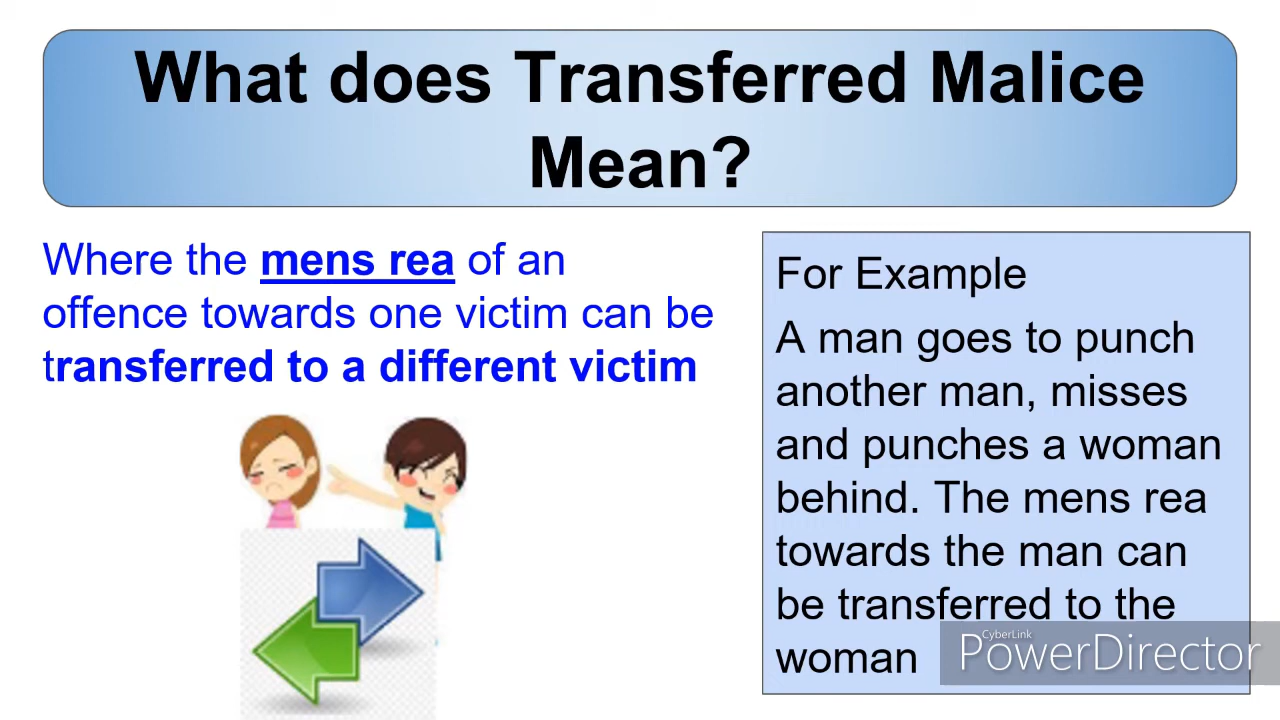 What does Transferred Malice
Mean?
Where the mens rea of an
offence towards one victim can be
transferred to a different victim
For Example
A man goes to punch
another man, misses
and punches a woman
behind. The mens rea
towards the man can
be transferred to the
woman
CyberLink
PowerDirector